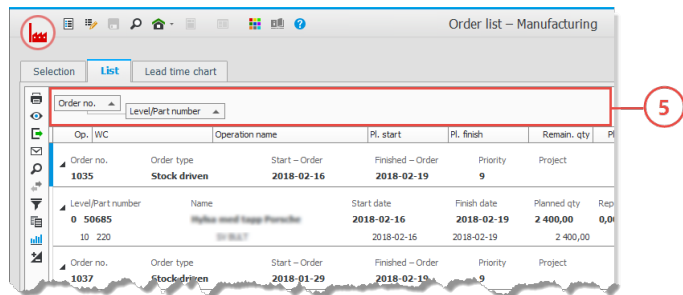 Order list – Manufacturing
Selection List Lead time chart
Order no.
Level/Part number
5
Op. WC Operation name Pl. start Pl. finish Remain. qty
Order no. Order type Start – Order Finished – Order Priority Project
1035 Stock driven 2018-02-16 2018-02-19 9
Level/Part number Name Start date Finish date Planned qty
0 50685 2018-02-16 2018-02-19 2 400,00
10 220 2018-02-16 2018-02-19 2 400,00
Order no. Order type Start – Order Finished – Order Priority Project
1037 Stock driven 2018-01-29 2018-02-19 9